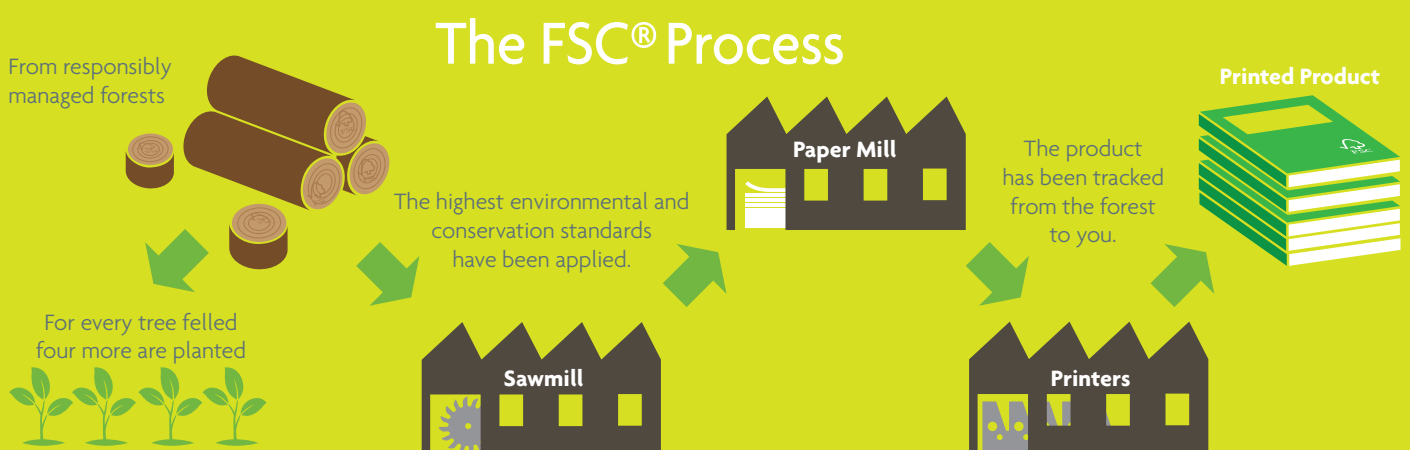 The FSC® Process
From responsibly
managed forests
For every tree felled
four more are planted
The highest environmental and
conservation standards
have been applied.
Sawmill
Paper Mill
The product
has been tracked
from the forest
to you.
Printers
Printed Product
FSC